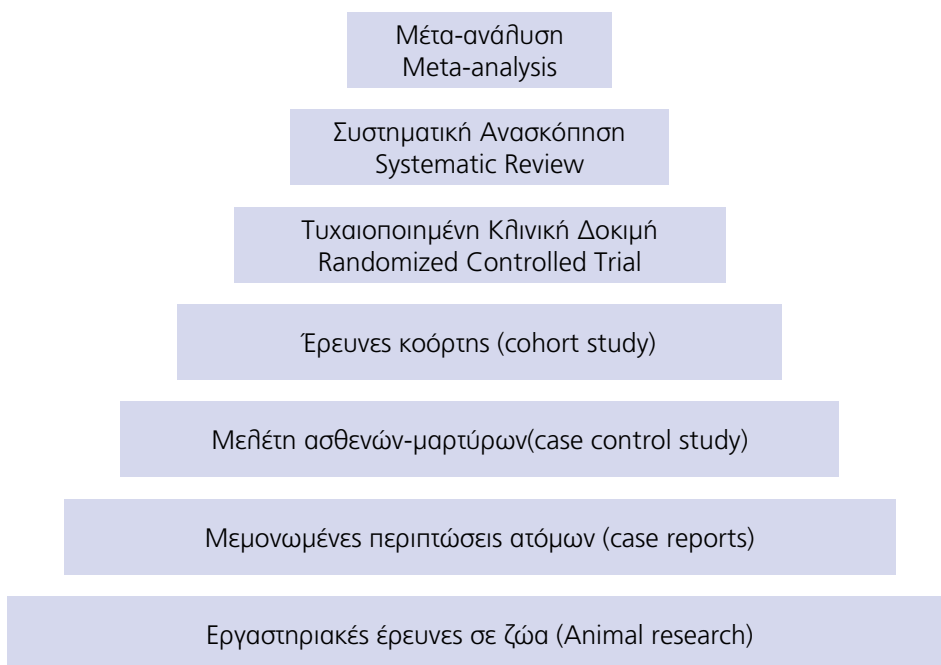 Μέτα-ανάλυση
Meta-analysis
Συστηματική Ανασκόπηση
Systematic Review
Τυχαιοποιημένη Κλινική Δοκιμή
Randomized Controlled Trial
Έρευνες κοόρτης (cohort study)
Μελέτη ασθενών-μαρτύρων(case control study)
Μεμονωμένες περιπτώσεις ατόμων (case reports)
Εργαστηριακές έρευνες σε ζώα (Animal research)